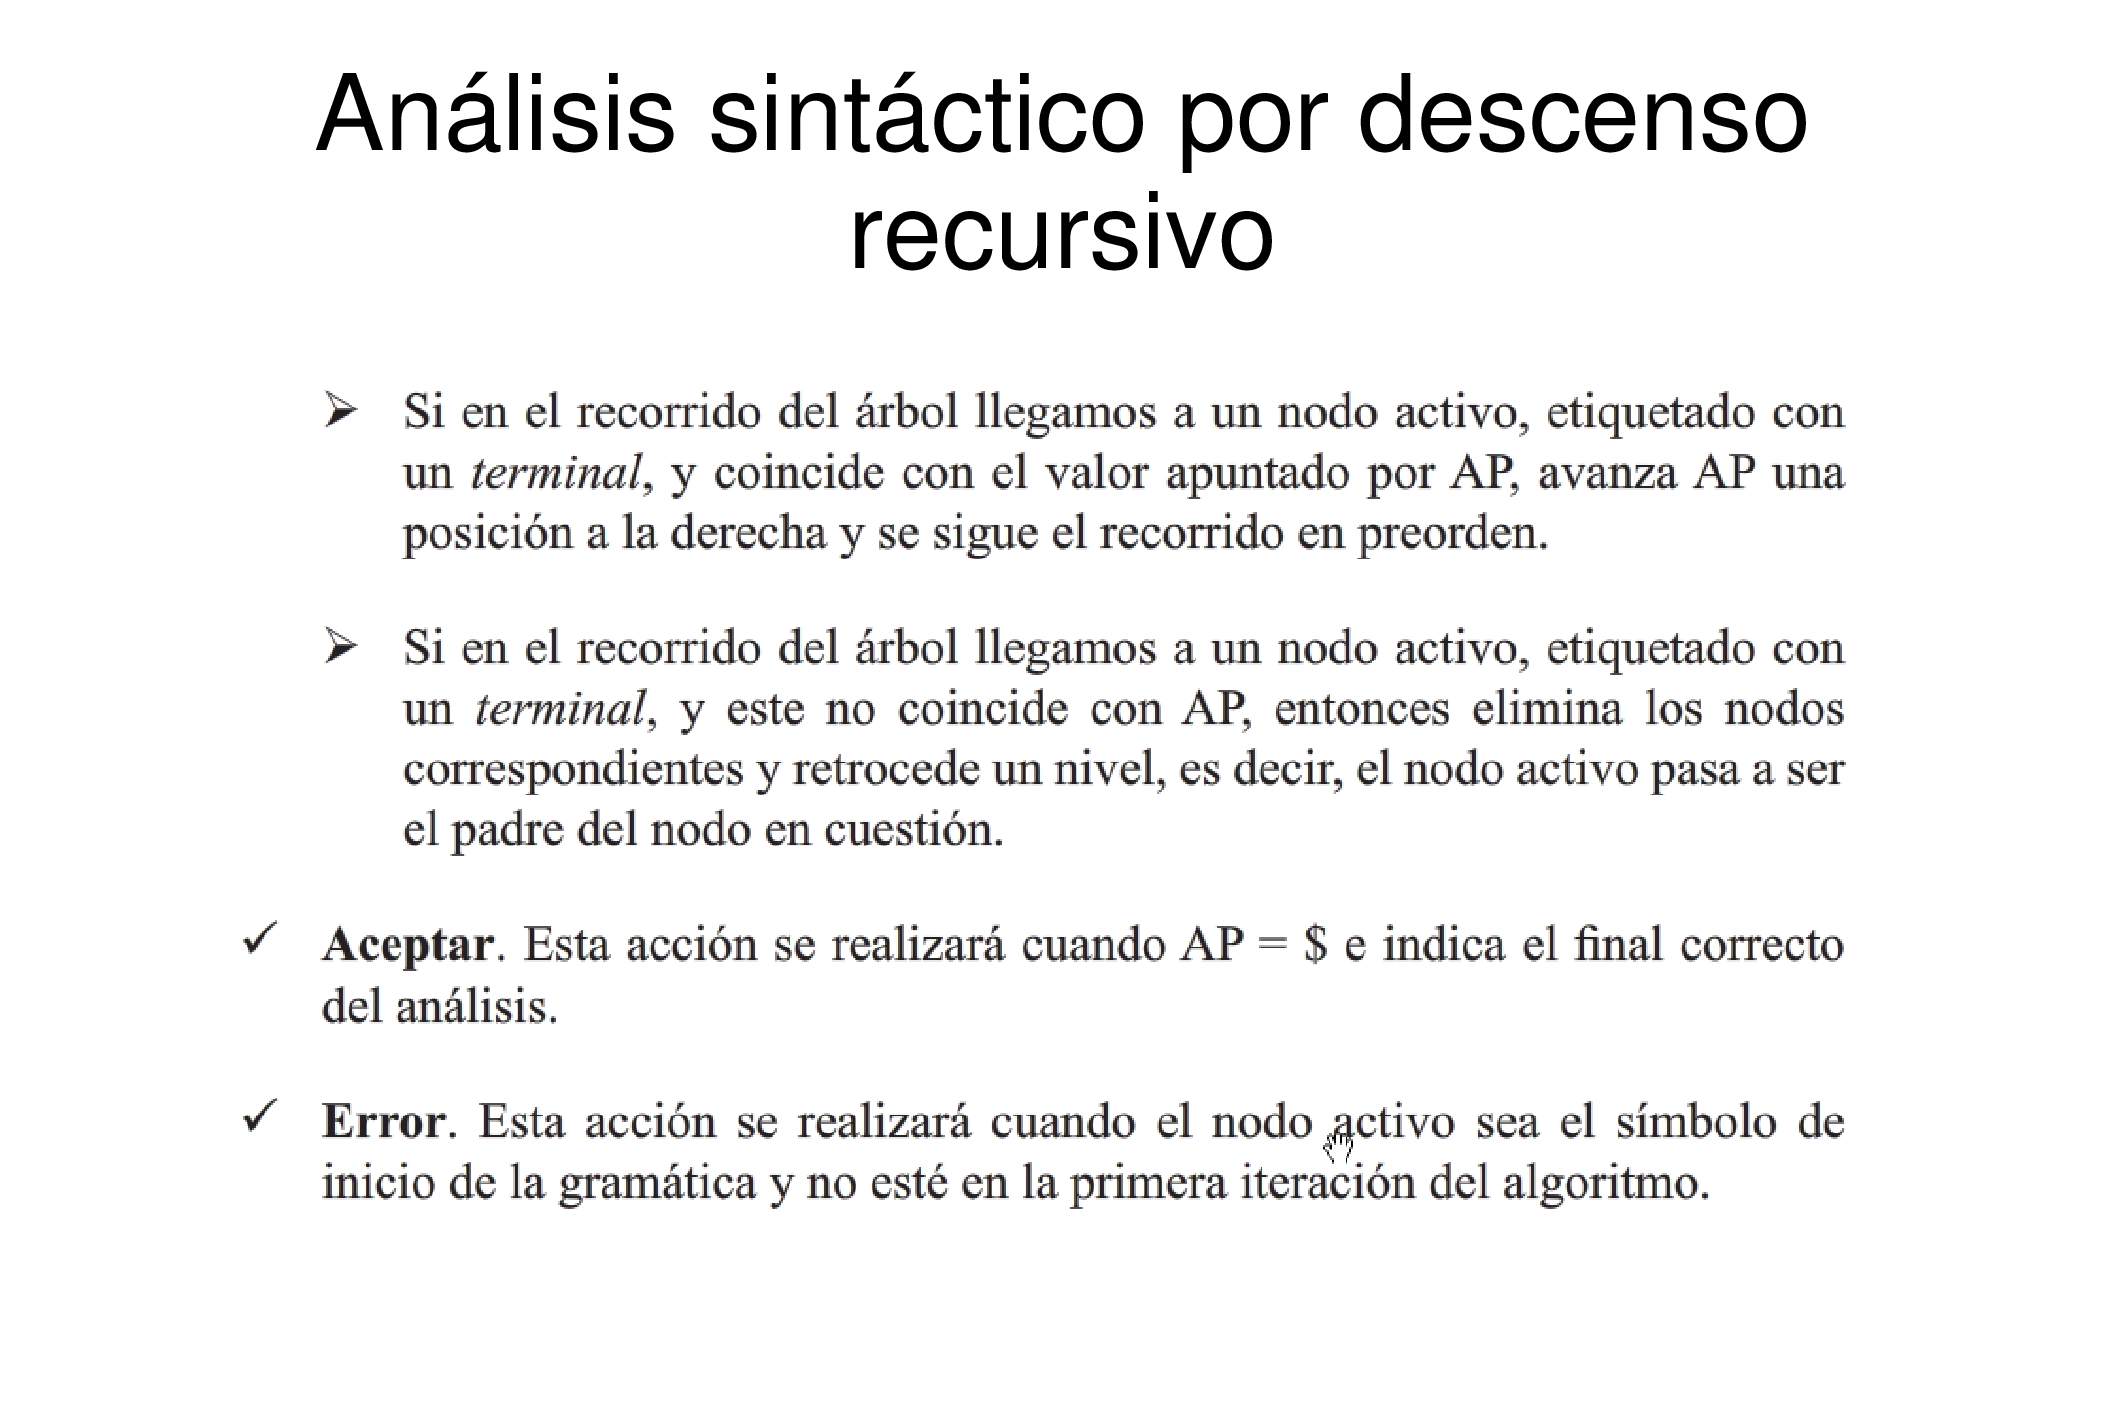 Análisis sintáctico por descenso
recursivo
➢ Si en el recorrido del árbol llegamos a un nodo activo, etiquetado con
un terminal, y coincide con el valor apuntado por AP, avanza AP una
posición a la derecha y se sigue el recorrido en preorden.
➢ Si en el recorrido del árbol llegamos a un nodo activo, etiquetado con
un terminal, y este no coincide con AP, entonces elimina los nodos
correspondientes y retrocede un nivel, es decir, el nodo activo pasa a ser
el padre del nodo en cuestión.
✓ Aceptar. Esta acción se realizará cuando AP = $ e indica el final correcto
del análisis.
✓ Error. Esta acción se realizará cuando el nodo activo sea el símbolo de
inicio de la gramática y no esté en la primera iteración del algoritmo.